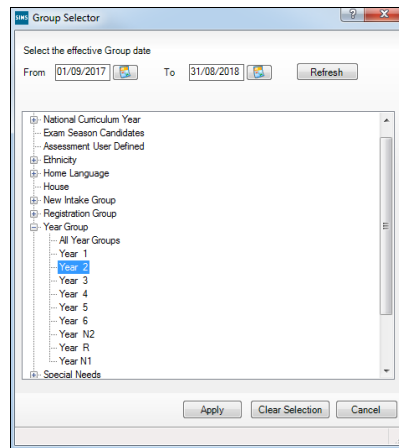 SIMS Group Selector
Select the effective Group date
From 01/09/2017 To 31/08/2018 Refresh
National Curriculum Year
Exam Season Candidates
Assessment User Defined
Ethnicity
Home Language
House
New Intake Group
Registration Group
Year Group
All Year Groups
Year 1
Year 2
Year 3
Year 4
Year 5
Year 6
Year N2
Year R
Year N1
Special Needs
Apply Clear Selection Cancel